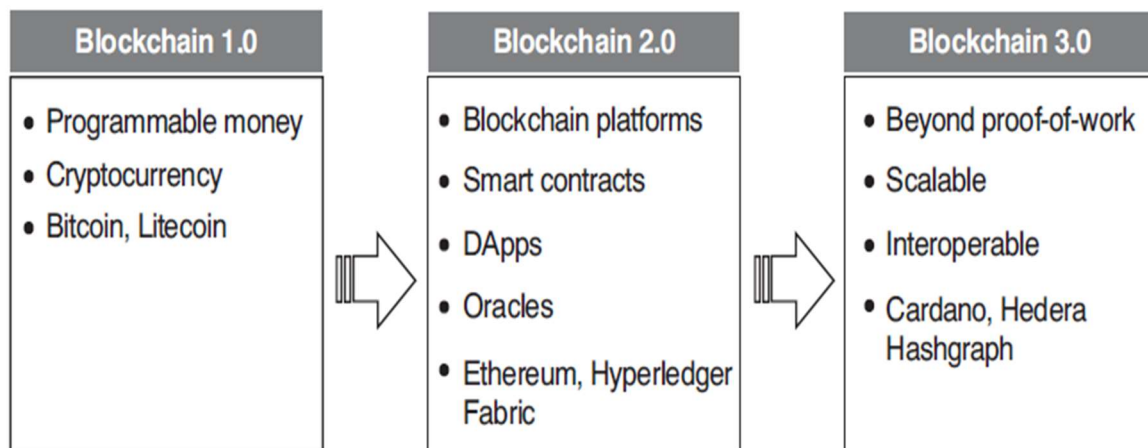 Blockchain 1.0
• Programmable money
• Cryptocurrency
• Bitcoin, Litecoin
Blockchain 2.0
• Blockchain platforms
• Smart contracts
• DApps
• Oracles
• Ethereum, Hyperledger
Fabric
Blockchain 3.0
• Beyond proof-of-work
• Scalable
• Interoperable
• Cardano, Hedera
Hashgraph